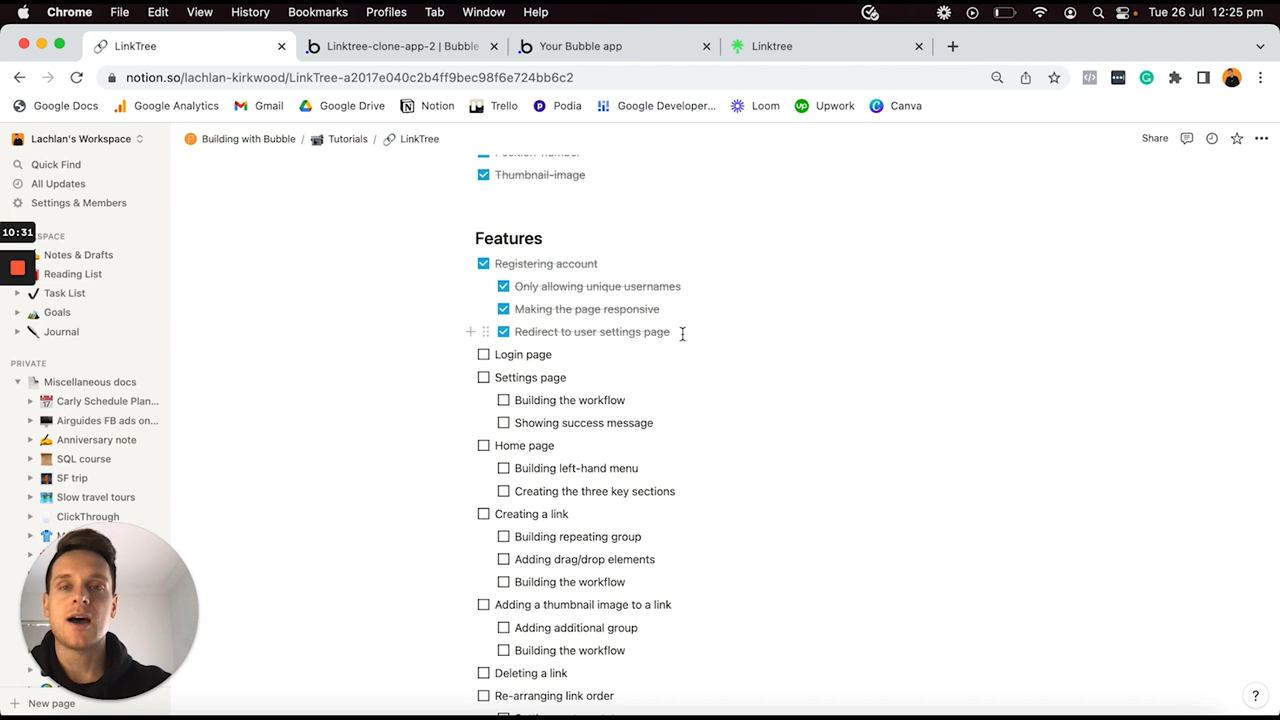 Chrome File Edit View History Bookmarks Profiles Tab Window Help Tue 26 Jul 12:25 pm
LinkTree Linktree-clone-app-2 | Bubble Your Bubble app Linktree
notion.so/lachlan-kirkwood/LinkTree-a2017e040c2b4ff9bec98f6e724bb6c2
Google Docs Google Analytics Gmail Google Drive Notion Trello Podia Google Developer... Loom Upwork Canva
Lachlan's Workspace Building with Bubble / Tutorials / LinkTree Share
Quick Find
All Updates
Settings & Members
10:31
SPACE
Notes & Drafts
Reading List
Task List
Goals
Journal
PRIVATE
Miscellaneous docs
Carly Schedule Plan...
Airguides FB ads on...
Anniversary note
SQL course
SF trip
Slow travel tours
ClickThrough
New page
Thumbnail-image
Features
Registering account
Only allowing unique usernames
Making the page responsive
Redirect to user settings page
Login page
Settings page
Building the workflow
Showing success message
Home page
Building left-hand menu
Creating the three key sections
Creating a link
Building repeating group
Adding drag/drop elements
Building the workflow
Adding a thumbnail image to a link
Adding additional group
Building the workflow
Deleting a link
Re-arranging link order
?